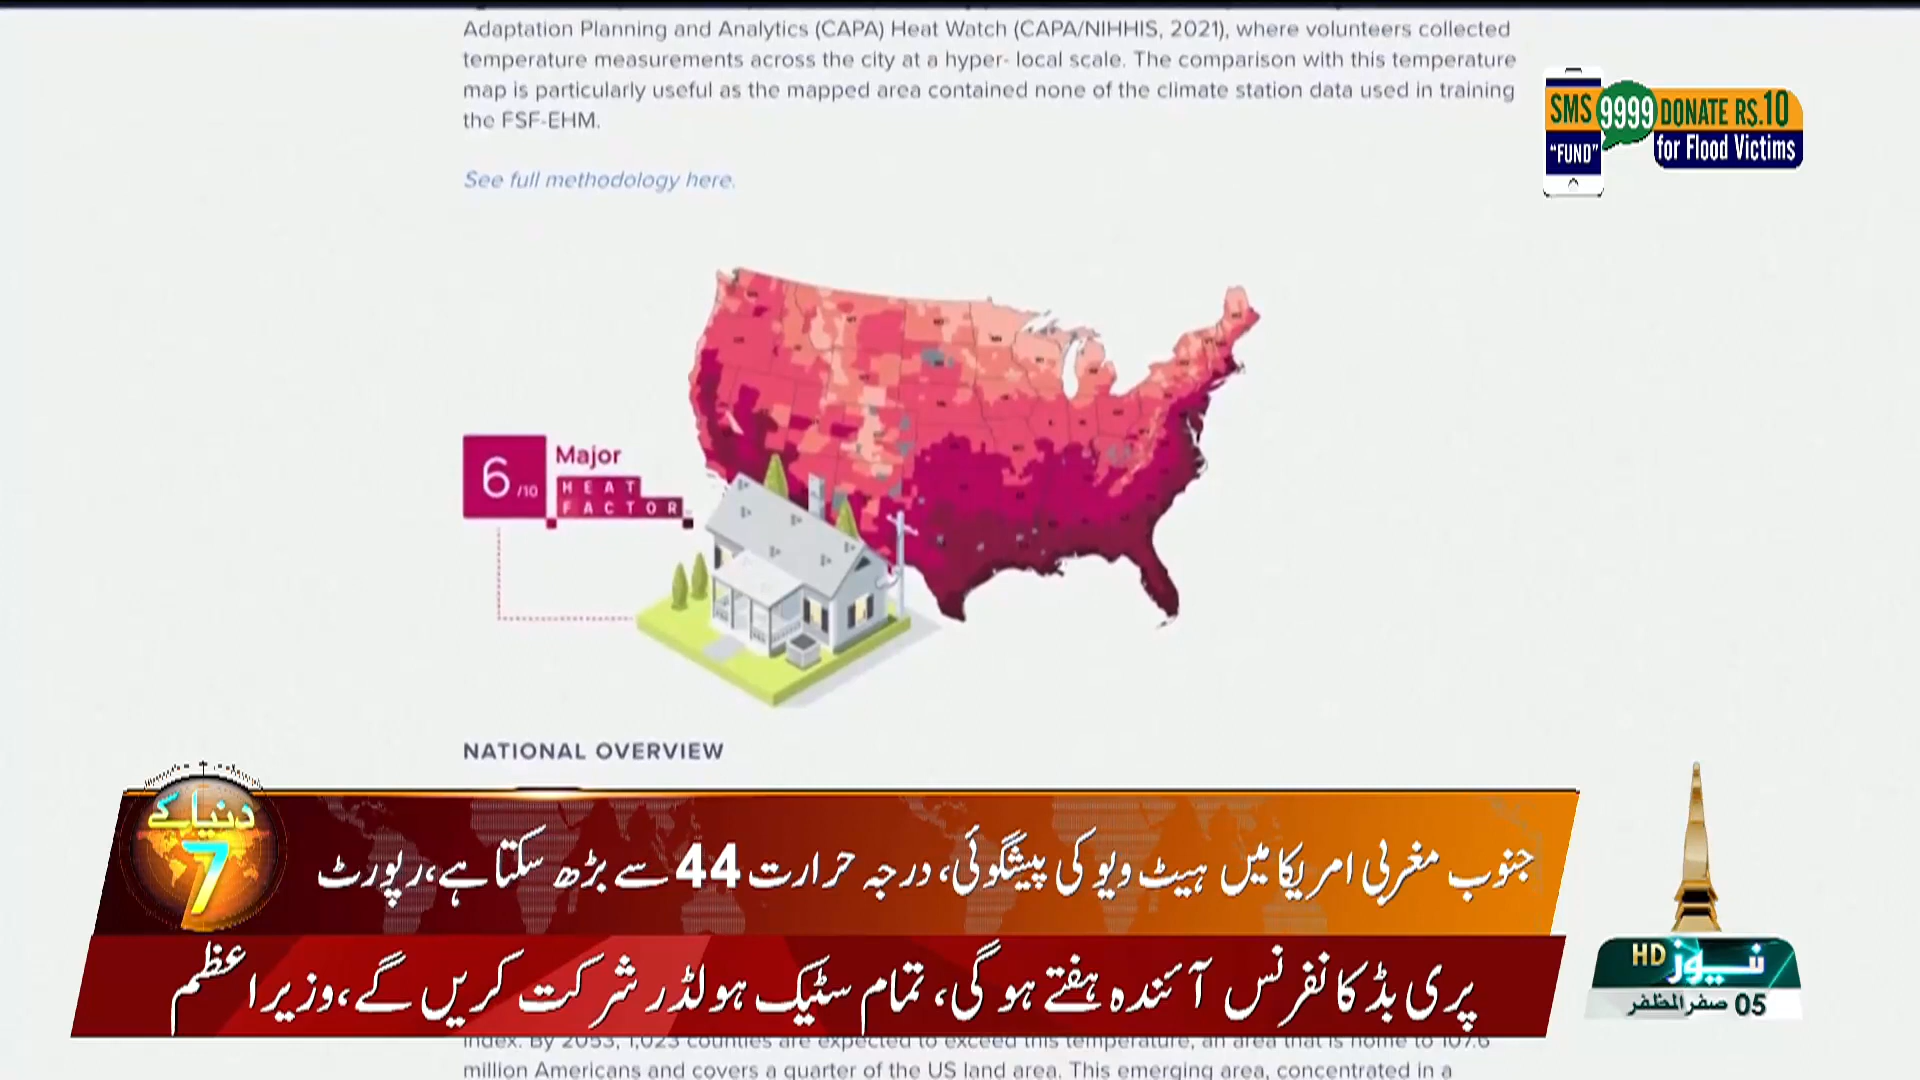 Adaptation Planning and Analytics (CAPA) Heat Watch (CAPA/NIHHIS, 2021), where volunteers collected
temperature measurements across the city at a hyper- local scale. The comparison with this temperature
map is particularly useful as the mapped area contained none of the climate station data used in training
the FSF-EHM.
See full methodology here.
SMS 9999 DONATE RS.10
"FUND" for Flood Victims
6 /10 Major
HEAT
FACTOR
NATIONAL OVERVIEW
دنیا کے
7
جنوب مغربی امریکا میں ہیٹ ویو کی پیشگوئی، درجہ حرارت 44 سے بڑھ سکتا ہے، رپورٹ
پری بڈ کانفرنس آئندہ ہفتے ہو گی، تمام سٹیک ہولڈر شرکت کریں گے، وزیراعظم
نیوز HD
05 صفر المظفر
index. By 2053, 1,023 counties are expected to exceed this temperature, an area that is home to 107.6
million Americans and covers a quarter of the US land area. This emerging area, concentrated in a